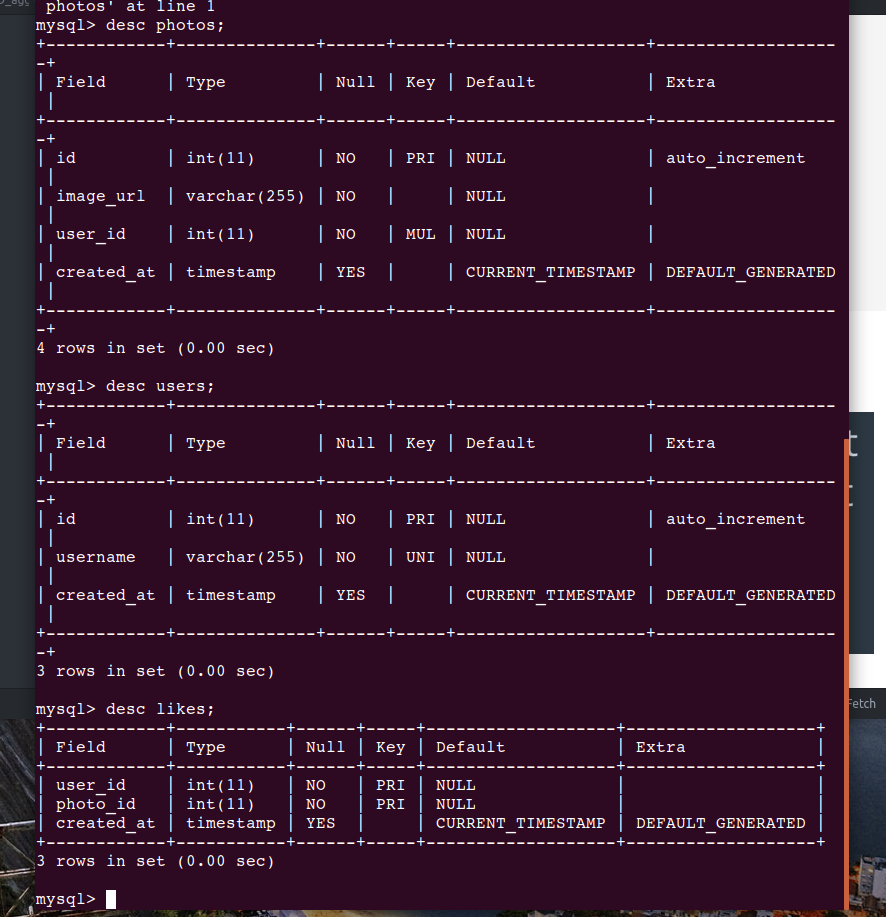 photos' at line 1
mysql> desc photos;
+------------+--------------+------+-----+-------------------+------------------
-+
| Field      | Type         | Null | Key | Default           | Extra
 |
+------------+--------------+------+-----+-------------------+------------------
-+
| id         | int(11)      | NO   | PRI | NULL              | auto_increment
 |
| image_url  | varchar(255) | NO   |     | NULL              |
 |
| user_id    | int(11)      | NO   | MUL | NULL              |
 |
| created_at | timestamp    | YES  |     | CURRENT_TIMESTAMP | DEFAULT_GENERATED
 |
+------------+--------------+------+-----+-------------------+------------------
-+
4 rows in set (0.00 sec)
mysql> desc users;
+------------+--------------+------+-----+-------------------+------------------
-+
| Field      | Type         | Null | Key | Default           | Extra
 |
+------------+--------------+------+-----+-------------------+------------------
-+
| id         | int(11)      | NO   | PRI | NULL              | auto_increment
 |
| username   | varchar(255) | NO   | UNI | NULL              |
 |
| created_at | timestamp    | YES  |     | CURRENT_TIMESTAMP | DEFAULT_GENERATED
 |
+------------+--------------+------+-----+-------------------+------------------
-+
3 rows in set (0.00 sec)
mysql> desc likes;
+------------+-----------+------+-----+-------------------+-------------------+
| Field      | Type      | Null | Key | Default           | Extra             |
+------------+-----------+------+-----+-------------------+-------------------+
| user_id    | int(11)   | NO   | PRI | NULL              |                   |
| photo_id   | int(11)   | NO   | PRI | NULL              |                   |
| created_at | timestamp | YES  |     | CURRENT_TIMESTAMP | DEFAULT_GENERATED |
+------------+-----------+------+-----+-------------------+-------------------+
3 rows in set (0.00 sec)
mysql>
Fetch